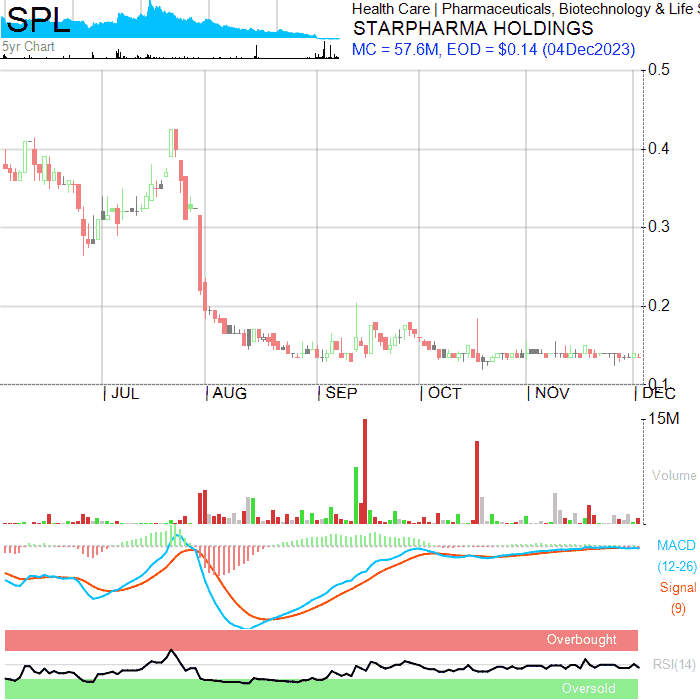 SPL
5yr Chart
Health Care | Pharmaceuticals, Biotechnology & Life S
STARPHARMA HOLDINGS
MC = 57.6M, EOD = $0.14 (04Dec2023)
0.5
0.4
0.3
0.2
0.1
JUL AUG SEP OCT NOV DEC
15M
Volume
MACD
(12-26)
Signal
(9)
Overbought
RSI(14)
Oversold